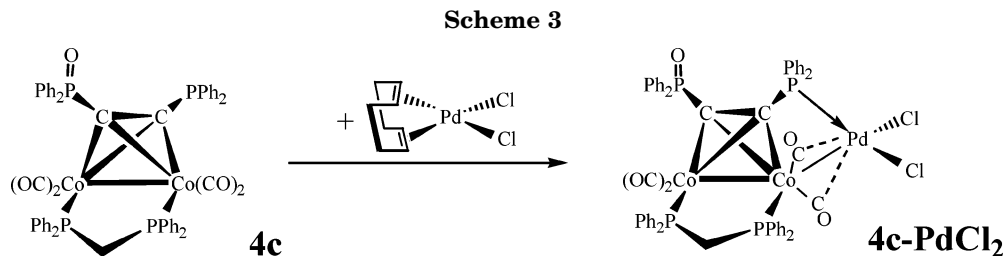 Scheme 3
O
Ph₂P
PPh₂
C
C
(OC)₂Co
Co(CO)₂
Ph₂P
PPh₂
4c
+
Pd
Cl
Cl
O
Ph₂P
Ph₂
P
C
C
Pd
Cl
Cl
O
C
(OC)₂Co
Co
C
O
Ph₂P
PPh₂
4c-PdCl₂